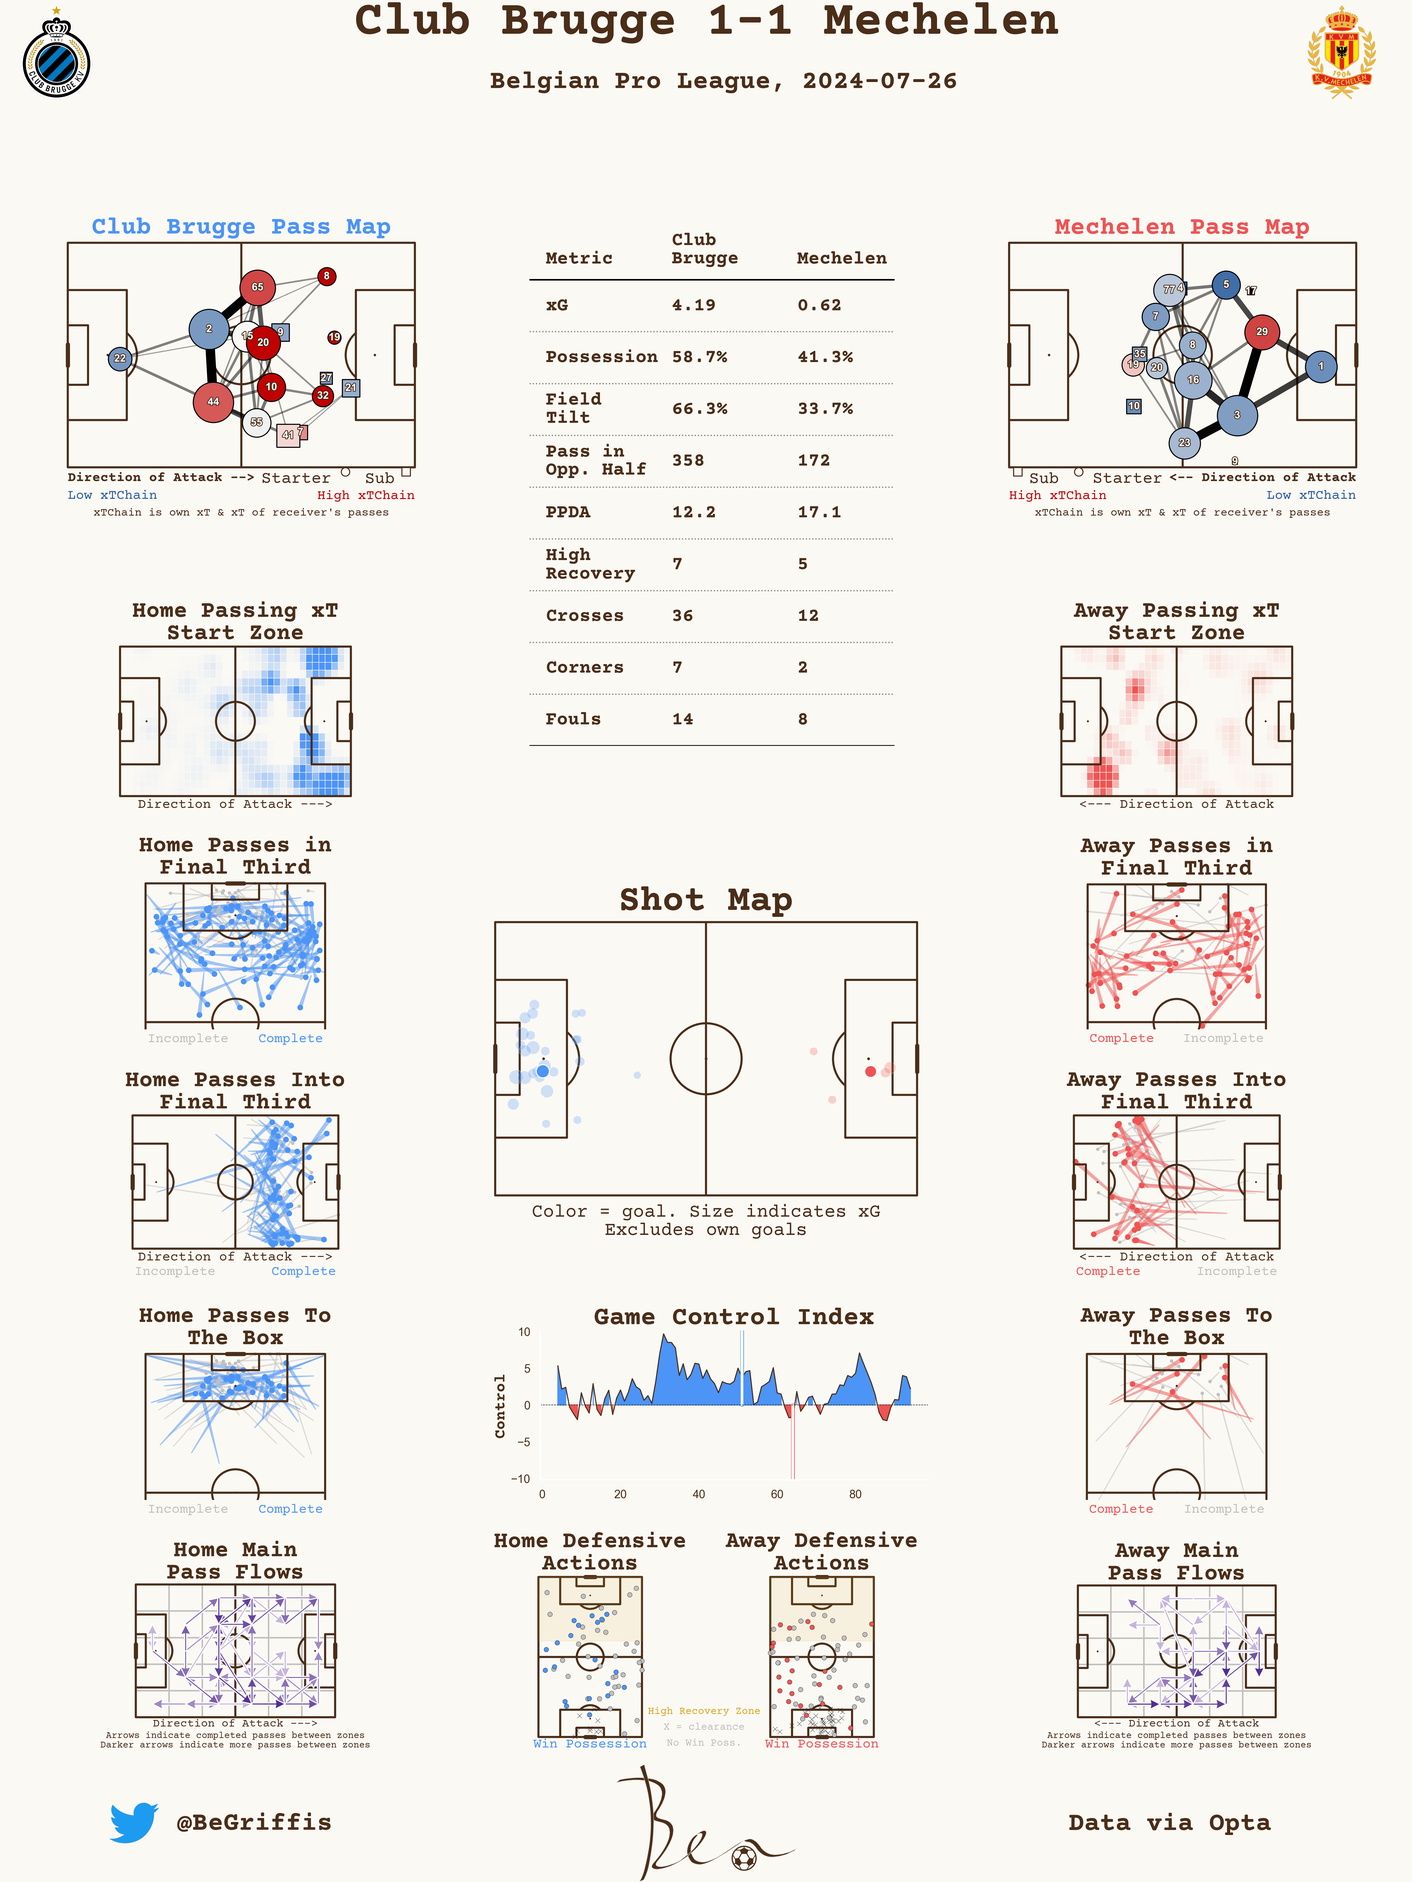 Club Brugge 1-1 Mechelen
Belgian Pro League, 2024-07-26
CLUB BRUGGE KV
1891
K V M
1904
K.V. MECHELEN
Club Brugge Pass Map
8
65
2
15
9
20
19
22
27
10
32
21
44
55
41
7
Direction of Attack --> Starter Sub
Low xTChain High xTChain
xTChain is own xT & xT of receiver's passes
Metric Club Brugge Mechelen
xG 4.19 0.62
Possession 58.7% 41.3%
Field Tilt 66.3% 33.7%
Pass in Opp. Half 358 172
PPDA 12.2 17.1
High Recovery 7 5
Crosses 36 12
Corners 7 2
Fouls 14 8
Mechelen Pass Map
77
4
5
17
7
29
8
35
19
20
1
16
10
3
23
9
Sub Starter <-- Direction of Attack
High xTChain Low xTChain
xTChain is own xT & xT of receiver's passes
Home Passing xT
Start Zone
Direction of Attack --->
Away Passing xT
Start Zone
<--- Direction of Attack
Home Passes in
Final Third
Incomplete Complete
Away Passes in
Final Third
Complete Incomplete
Shot Map
Color = goal. Size indicates xG
Excludes own goals
Home Passes Into
Final Third
Direction of Attack --->
Incomplete Complete
Away Passes Into
Final Third
<--- Direction of Attack
Complete Incomplete
Home Passes To
The Box
Incomplete Complete
Game Control Index
Control
10
5
0
−5
−10
0 20 40 60 80
Away Passes To
The Box
Complete Incomplete
Home Main
Pass Flows
Direction of Attack --->
Arrows indicate completed passes between zones
Darker arrows indicate more passes between zones
Home Defensive
Actions
Win Possession
High Recovery Zone
X = clearance
No Win Poss.
Away Defensive
Actions
Win Possession
Away Main
Pass Flows
<--- Direction of Attack
Arrows indicate completed passes between zones
Darker arrows indicate more passes between zones
@BeGriffis
Ben
Data via Opta